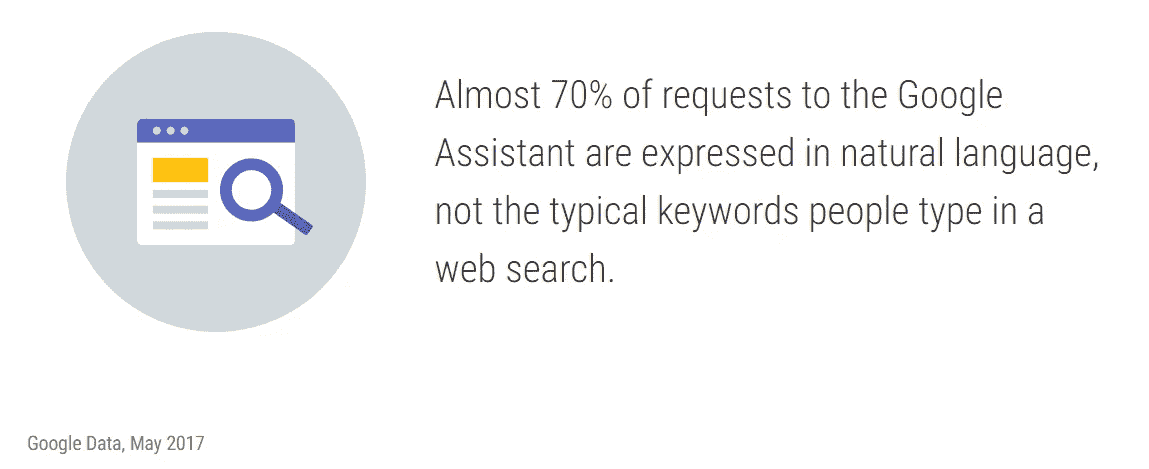 Almost 70% of requests to the Google
Assistant are expressed in natural language,
not the typical keywords people type in a
web search.
Google Data, May 2017